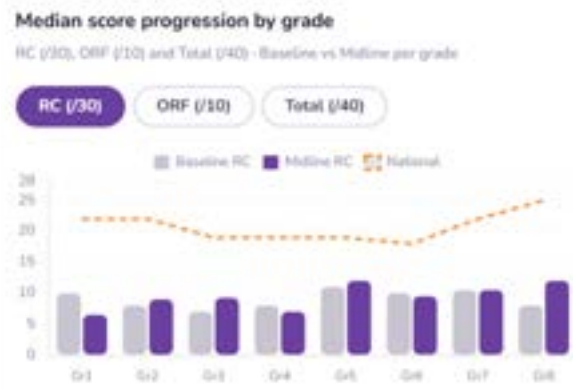 Median score progression by grade
RC (/30), ORF (/10) and Total (/40) - Baseline vs Midline per grade
RC (/30) ORF (/10) Total (/40)
Baseline RC Midline RC National
28
25
20
15
10
5
0
Gr1 Gr2 Gr3 Gr4 Gr5 Gr6 Gr7 Gr8